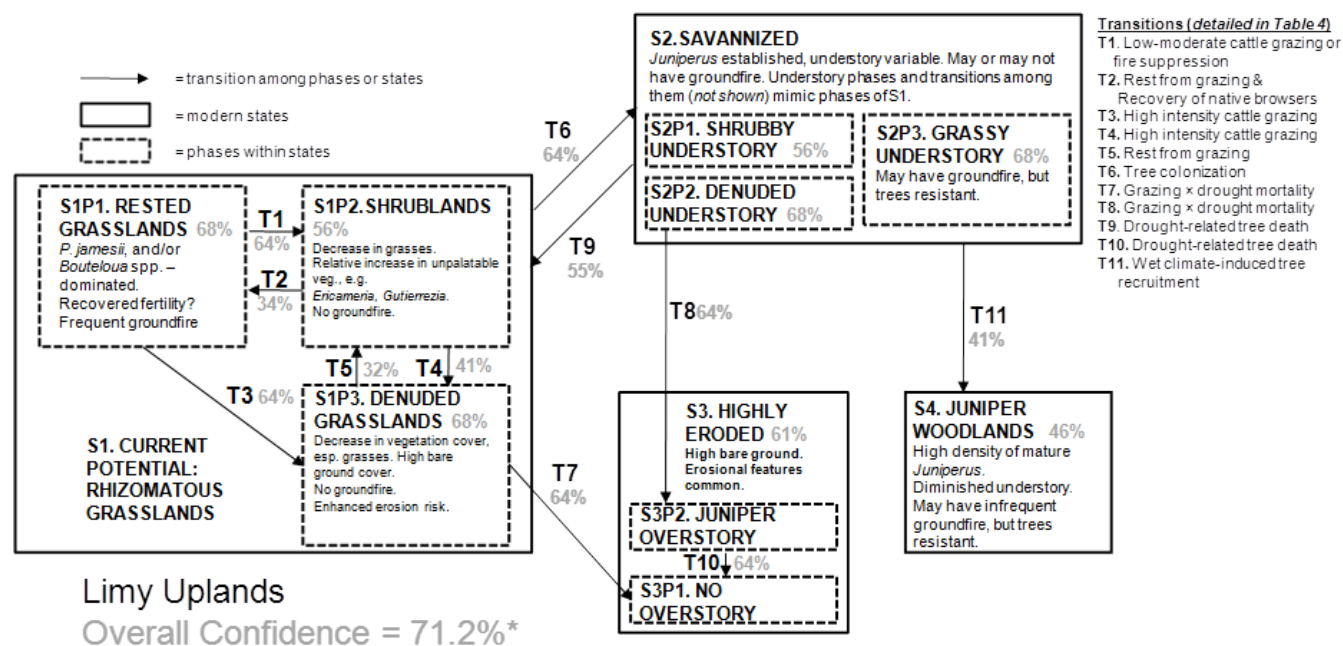 = transition among phases or states
= modern states
= phases within states
S1P1. RESTED
GRASSLANDS 68%
P. jamesii, and/or
Bouteloua spp. –
dominated.
Recovered fertility?
Frequent groundfire
T1
64%
T2
34%
S1P2. SHRUBLANDS
56%
Decrease in grasses.
Relative increase in unpalatable
veg., e.g.
Ericameria, Gutierrezia.
No groundfire.
T3 64%
T5 32%
T4 41%
S1P3. DENUDED
GRASSLANDS 68%
Decrease in vegetation cover,
esp. grasses. High bare
ground cover.
No groundfire.
Enhanced erosion risk.
S1. CURRENT
POTENTIAL:
RHIZOMATOUS
GRASSLANDS
T6
64%
T9
55%
T7
64%
S2. SAVANNIZED
Juniperus established, understory variable. May or may not
have groundfire. Understory phases and transitions among
them (not shown) mimic phases of S1.
S2P1. SHRUBBY
UNDERSTORY 56%
S2P2. DENUDED
UNDERSTORY 68%
S2P3. GRASSY
UNDERSTORY 68%
May have groundfire, but
trees resistant.
T8 64%
T11
41%
S3. HIGHLY
ERODED 61%
High bare ground.
Erosional features
common.
S3P2. JUNIPER
OVERSTORY
T10 64%
S3P1. NO
OVERSTORY
S4. JUNIPER
WOODLANDS 46%
High density of mature
Juniperus.
Diminished understory.
May have infrequent
groundfire, but trees
resistant.
Transitions (detailed in Table 4)
T1. Low-moderate cattle grazing or
fire suppression
T2. Rest from grazing &
Recovery of native browsers
T3. High intensity cattle grazing
T4. High intensity cattle grazing
T5. Rest from grazing
T6. Tree colonization
T7. Grazing × drought mortality
T8. Grazing × drought mortality
T9. Drought-related tree death
T10. Drought-related tree death
T11. Wet climate-induced tree
recruitment
Limy Uplands
Overall Confidence = 71.2%*